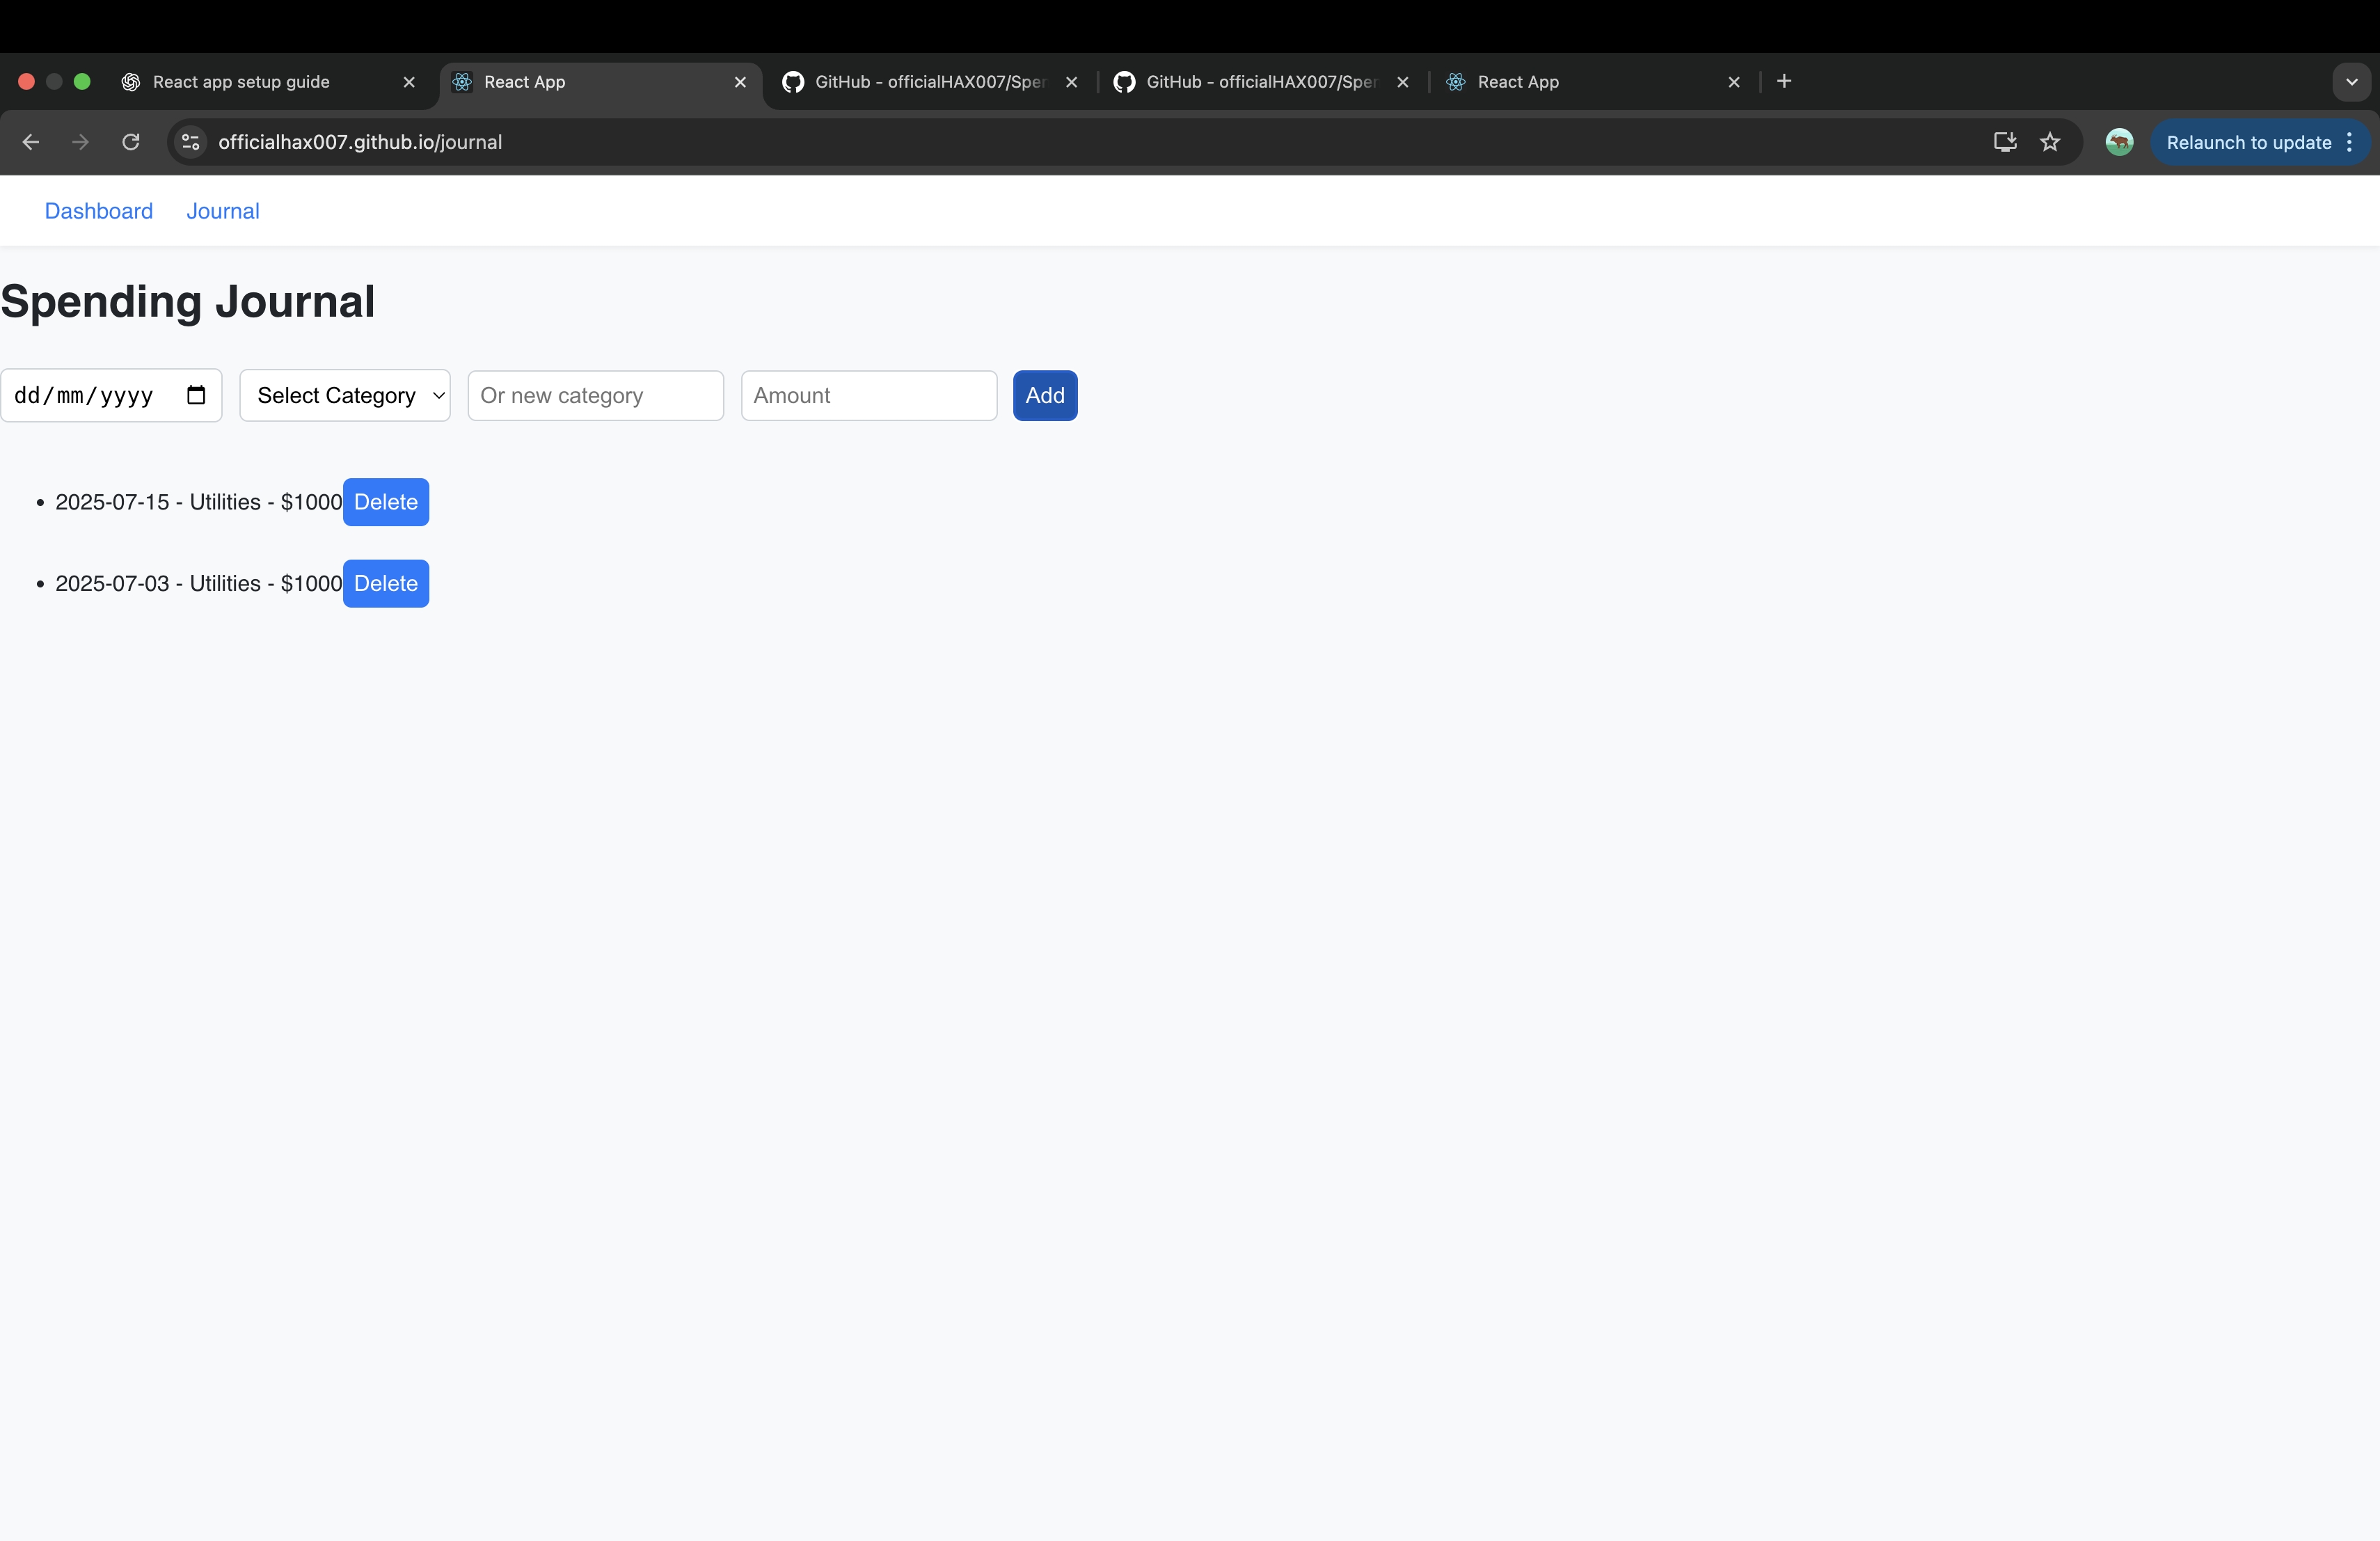 React app setup guide
React App
GitHub - officialHAX007/Sper
GitHub - officialHAX007/Sper
React App
officialhax007.github.io/journal
Relaunch to update
Dashboard Journal
Spending Journal
dd/mm/yyyy Select Category Or new category Amount Add
2025-07-15 - Utilities - $1000 Delete
2025-07-03 - Utilities - $1000 Delete